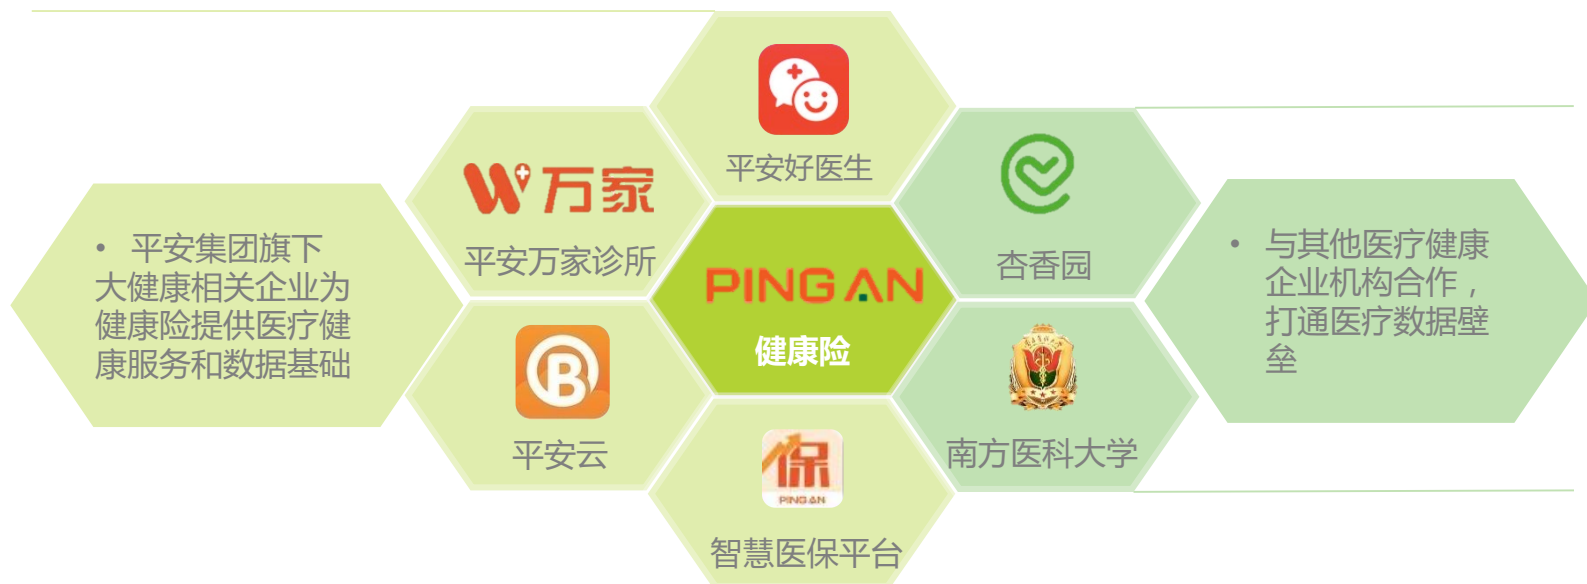 平安好医生
万家
平安万家诊所
杏香园
• 平安集团旗下
大健康相关企业为
健康险提供医疗健
康服务和数据基础
PING AN
健康险
• 与其他医疗健康
企业机构合作，
打通医疗数据壁
垒
B
平安云
南方医科大学
保
PING AN
智慧医保平台